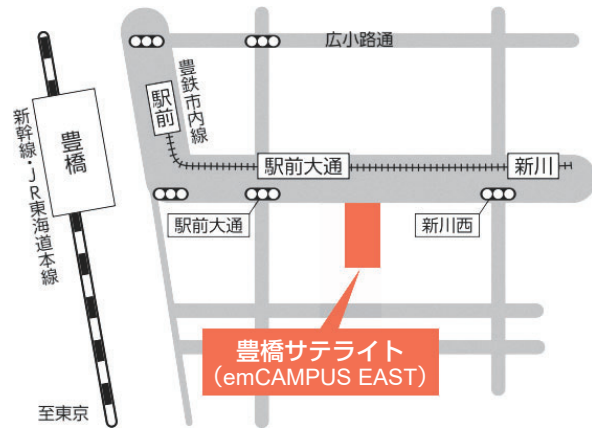 広小路通
豊鉄市内線
駅前
豊橋
新幹線・JR東海道本線
駅前大通
新川
駅前大通
新川西
豊橋サテライト
（emCAMPUS EAST）
至東京